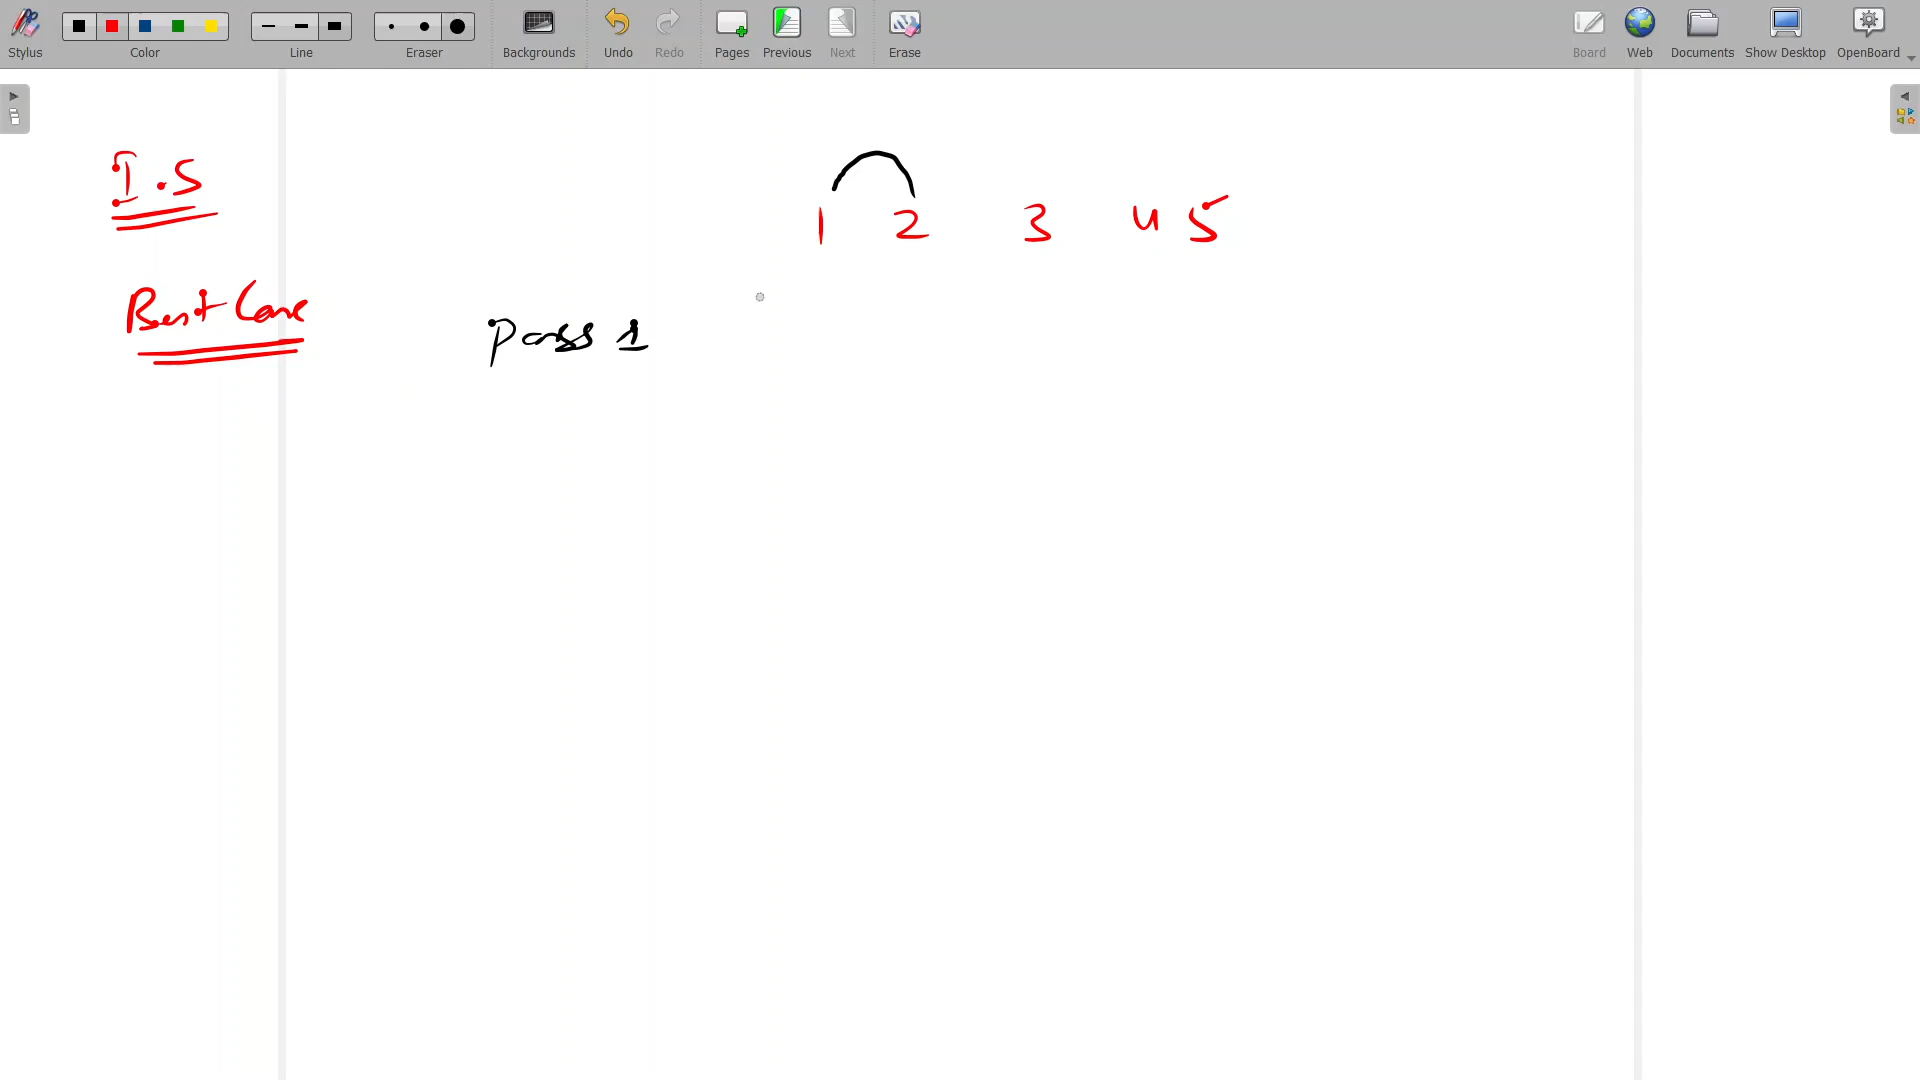 Stylus Color Line Eraser Backgrounds Undo Redo Pages Previous Next Erase Board Web Documents Show Desktop OpenBoard
I.S
1 2 3 4 5
Best Case
Pass 1